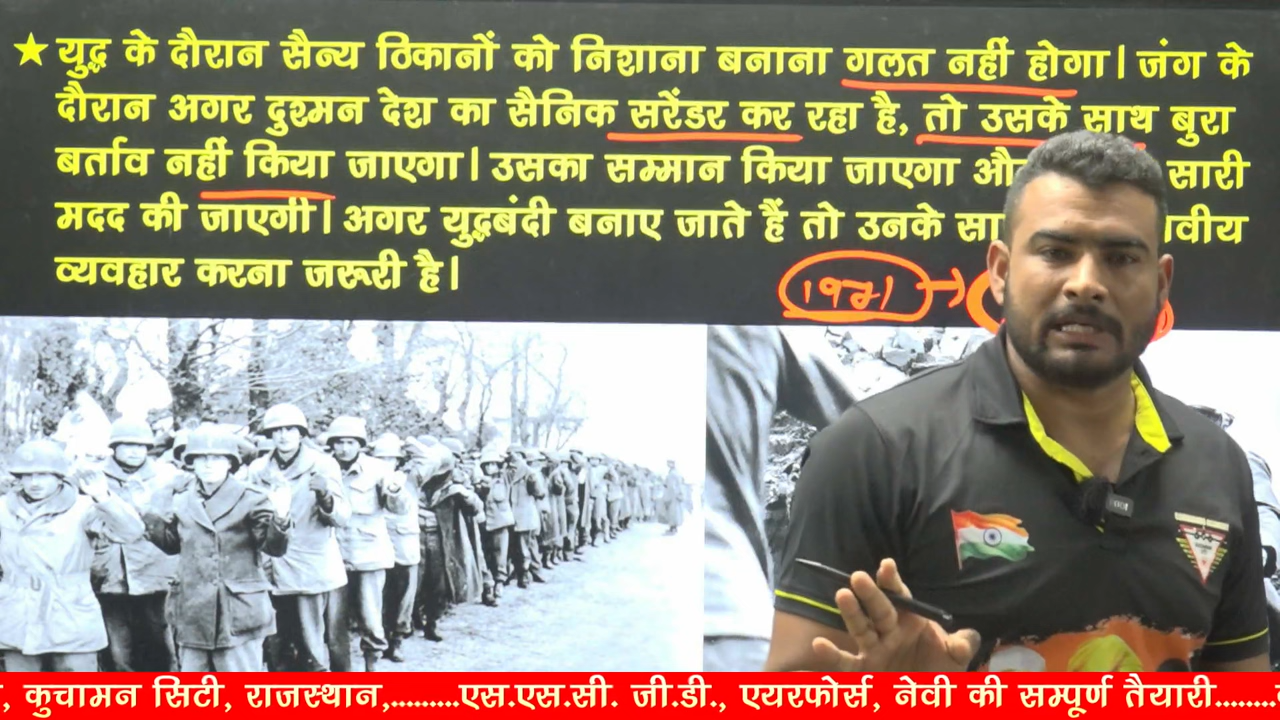 ★ युद्ध के दौरान सैन्य ठिकानों को निशाना बनाना गलत नहीं होगा। जंग के
दौरान अगर दुश्मन देश का सैनिक सरेंडर कर रहा है, तो उसके साथ बुरा
बर्ताव नहीं किया जाएगा। उसका सम्मान किया जाएगा सारी
मदद की जाएगी। अगर युद्धबंदी बनाए जाते हैं तो उनके
व्यवहार करना जरूरी है।
, कुचामन सिटी, राजस्थान,.........एस.एस.सी. जी.डी., एयरफोर्स, नेवी की सम्पूर्ण तैयारी........